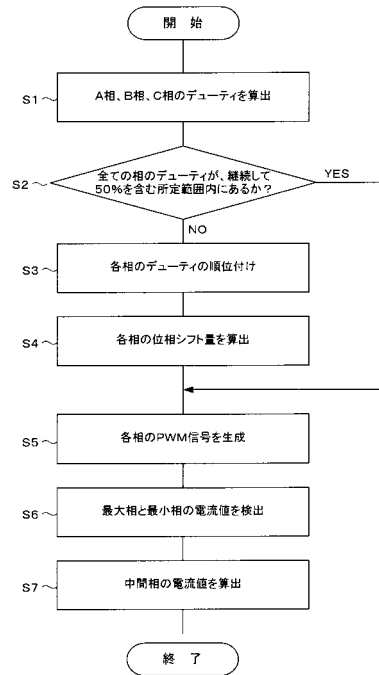 開 始
S1
A相、B相、C相のデューティを算出
S2
全ての相のデューティが、継続して
50%を含む所定範囲内にあるか?
YES
NO
S3
各相のデューティの順位付け
S4
各相の位相シフト量を算出
S5
各相のPWM信号を生成
S6
最大相と最小相の電流値を検出
S7
中間相の電流値を算出
終 了